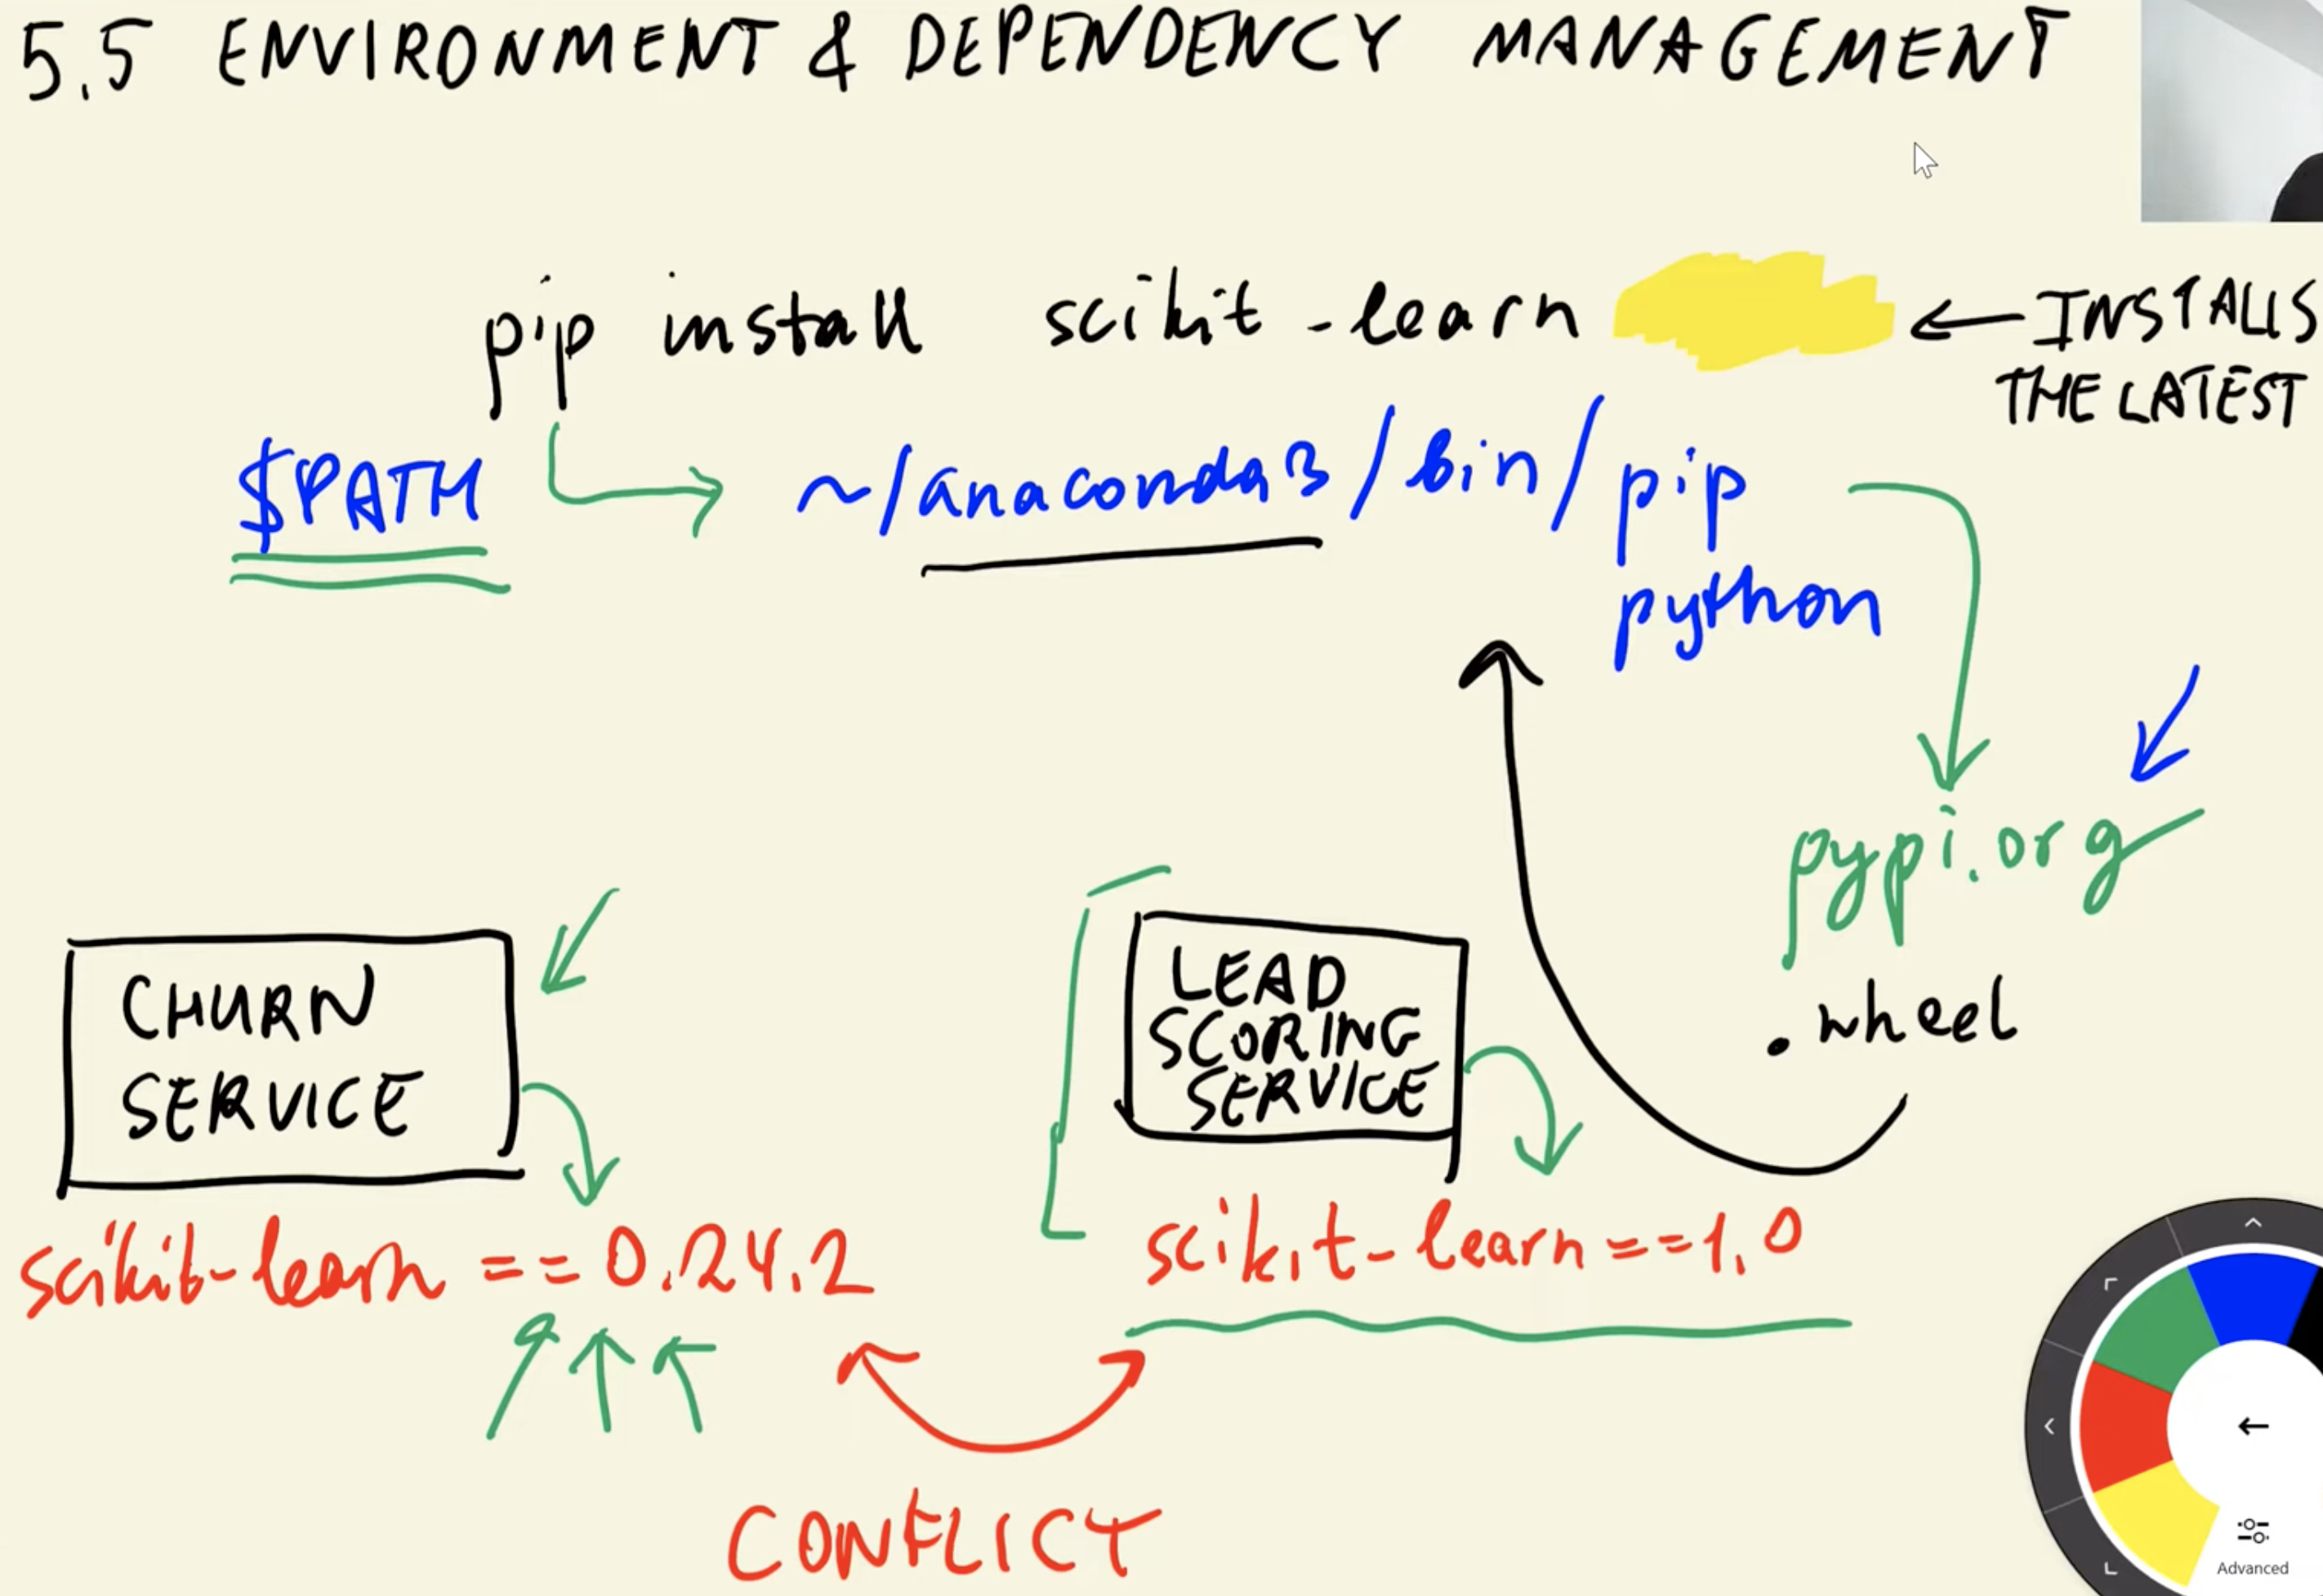 5.5 ENVIRONMENT & DEPENDENCY MANAGEMENT
pip install scikit-learn ← INSTALLS
THE LATEST
$PATH ~/anaconda3/bin/pip
python
pypi.org
.wheel
CHURN
SERVICE
LEAD
SCORING
SERVICE
scikit-learn == 0.24.2
scikit-learn==1.0
CONFLICT
Advanced